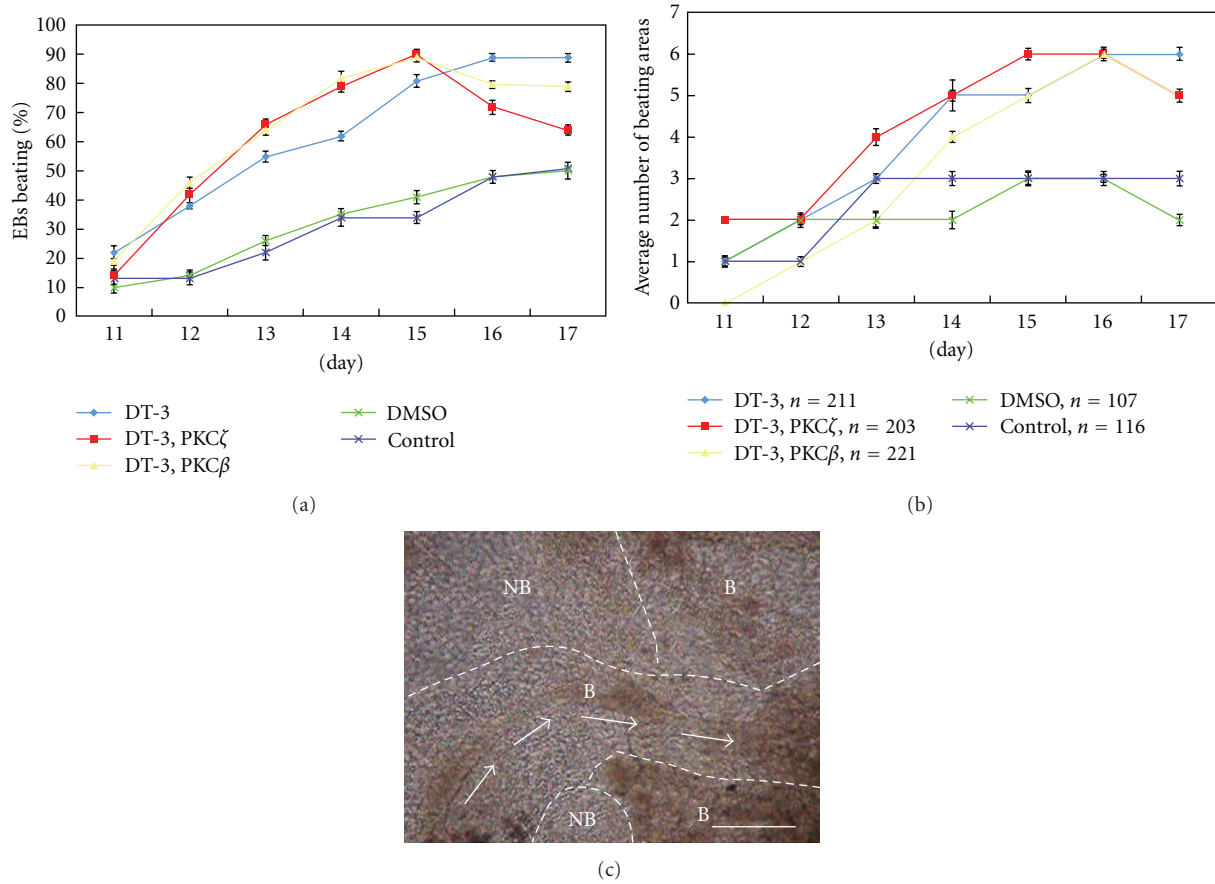 100
90
80
70
60
50
40
30
20
10
0
EBs beating (%)
11 12 13 14 15 16 17
(day)
DT-3
DT-3, PKCζ
DT-3, PKCβ
DMSO
Control
(a)
7
6
5
4
3
2
1
0
Average number of beating areas
11 12 13 14 15 16 17
(day)
DT-3, n = 211
DT-3, PKCζ, n = 203
DT-3, PKCβ, n = 221
DMSO, n = 107
Control, n = 116
(b)
NB
B
B
B
NB
(c)